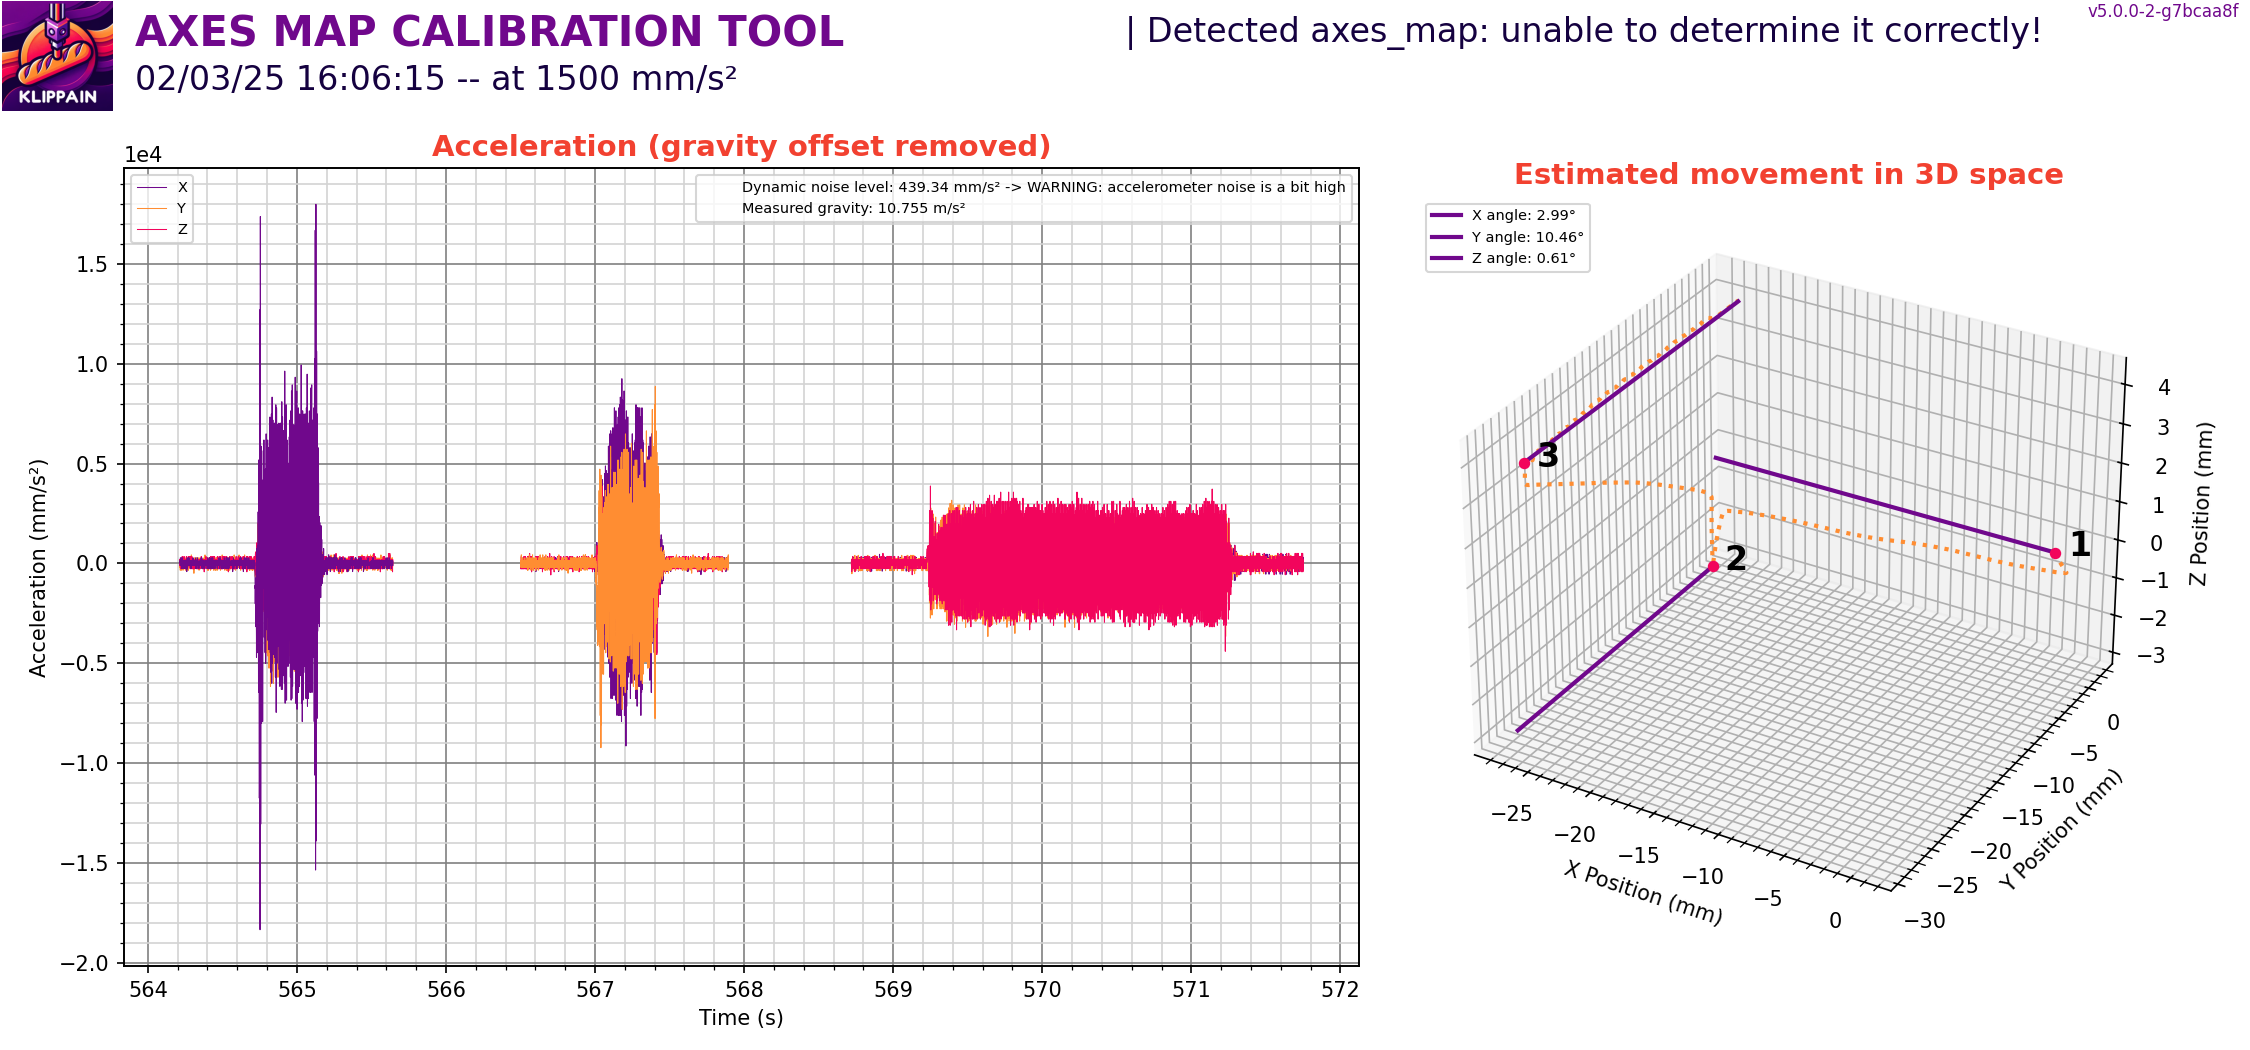 AXES MAP CALIBRATION TOOL
| Detected axes_map: unable to determine it correctly!
v5.0.0-2-g7bcaa8f
02/03/25 16:06:15 -- at 1500 mm/s²
KLIPPAIN
Acceleration (gravity offset removed)
1e4
X
Y
Z
Dynamic noise level: 439.34 mm/s² -> WARNING: accelerometer noise is a bit high
Measured gravity: 10.755 m/s²
1.5
1.0
0.5
0.0
−0.5
−1.0
−1.5
−2.0
Acceleration (mm/s²)
564 565 566 567 568 569 570 571 572
Time (s)
Estimated movement in 3D space
X angle: 2.99°
Y angle: 10.46°
Z angle: 0.61°
3
1
2
4
3
2
1
0
−1
−2
−3
Z Position (mm)
0
−5
−10
−15
−20
−25
−30
Y Position (mm)
−25
−20
−15
−10
−5
0
X Position (mm)